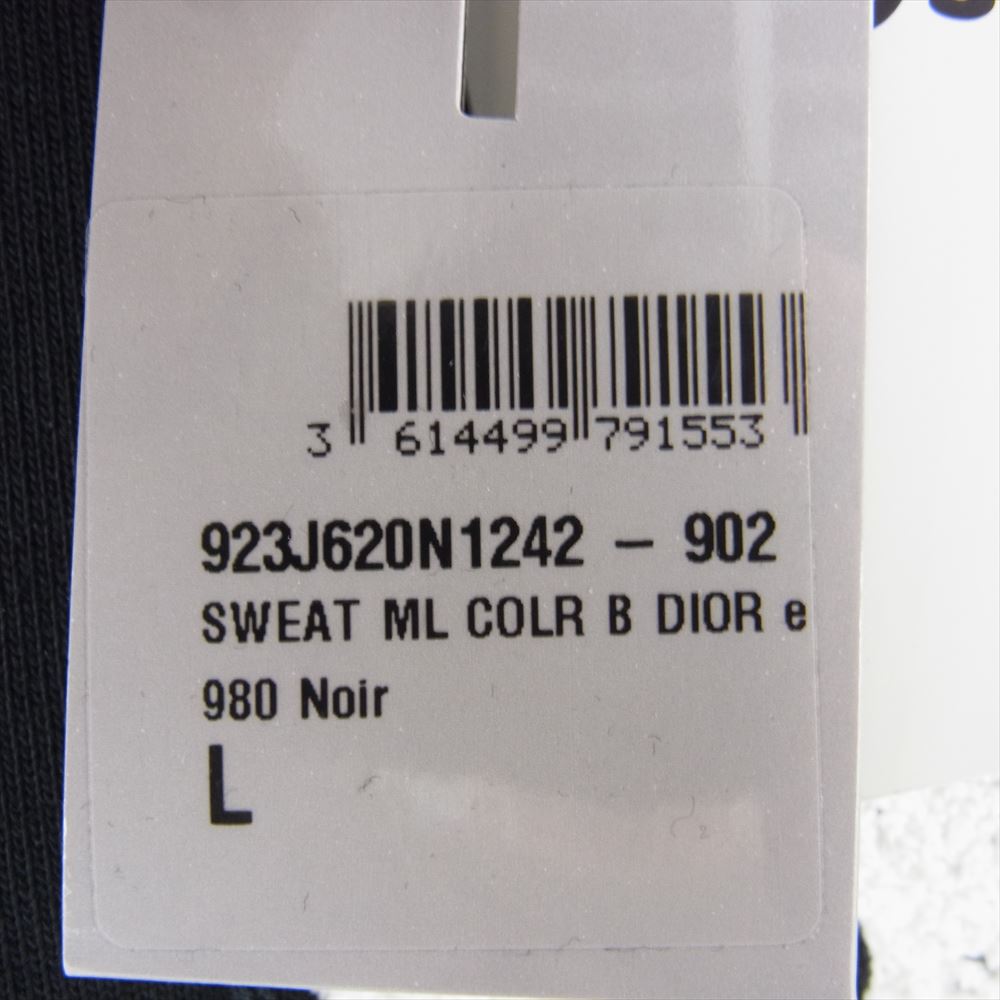 3 614499 791553
923J620N1242 - 902
SWEAT ML COLR B DIOR e
980 Noir
L